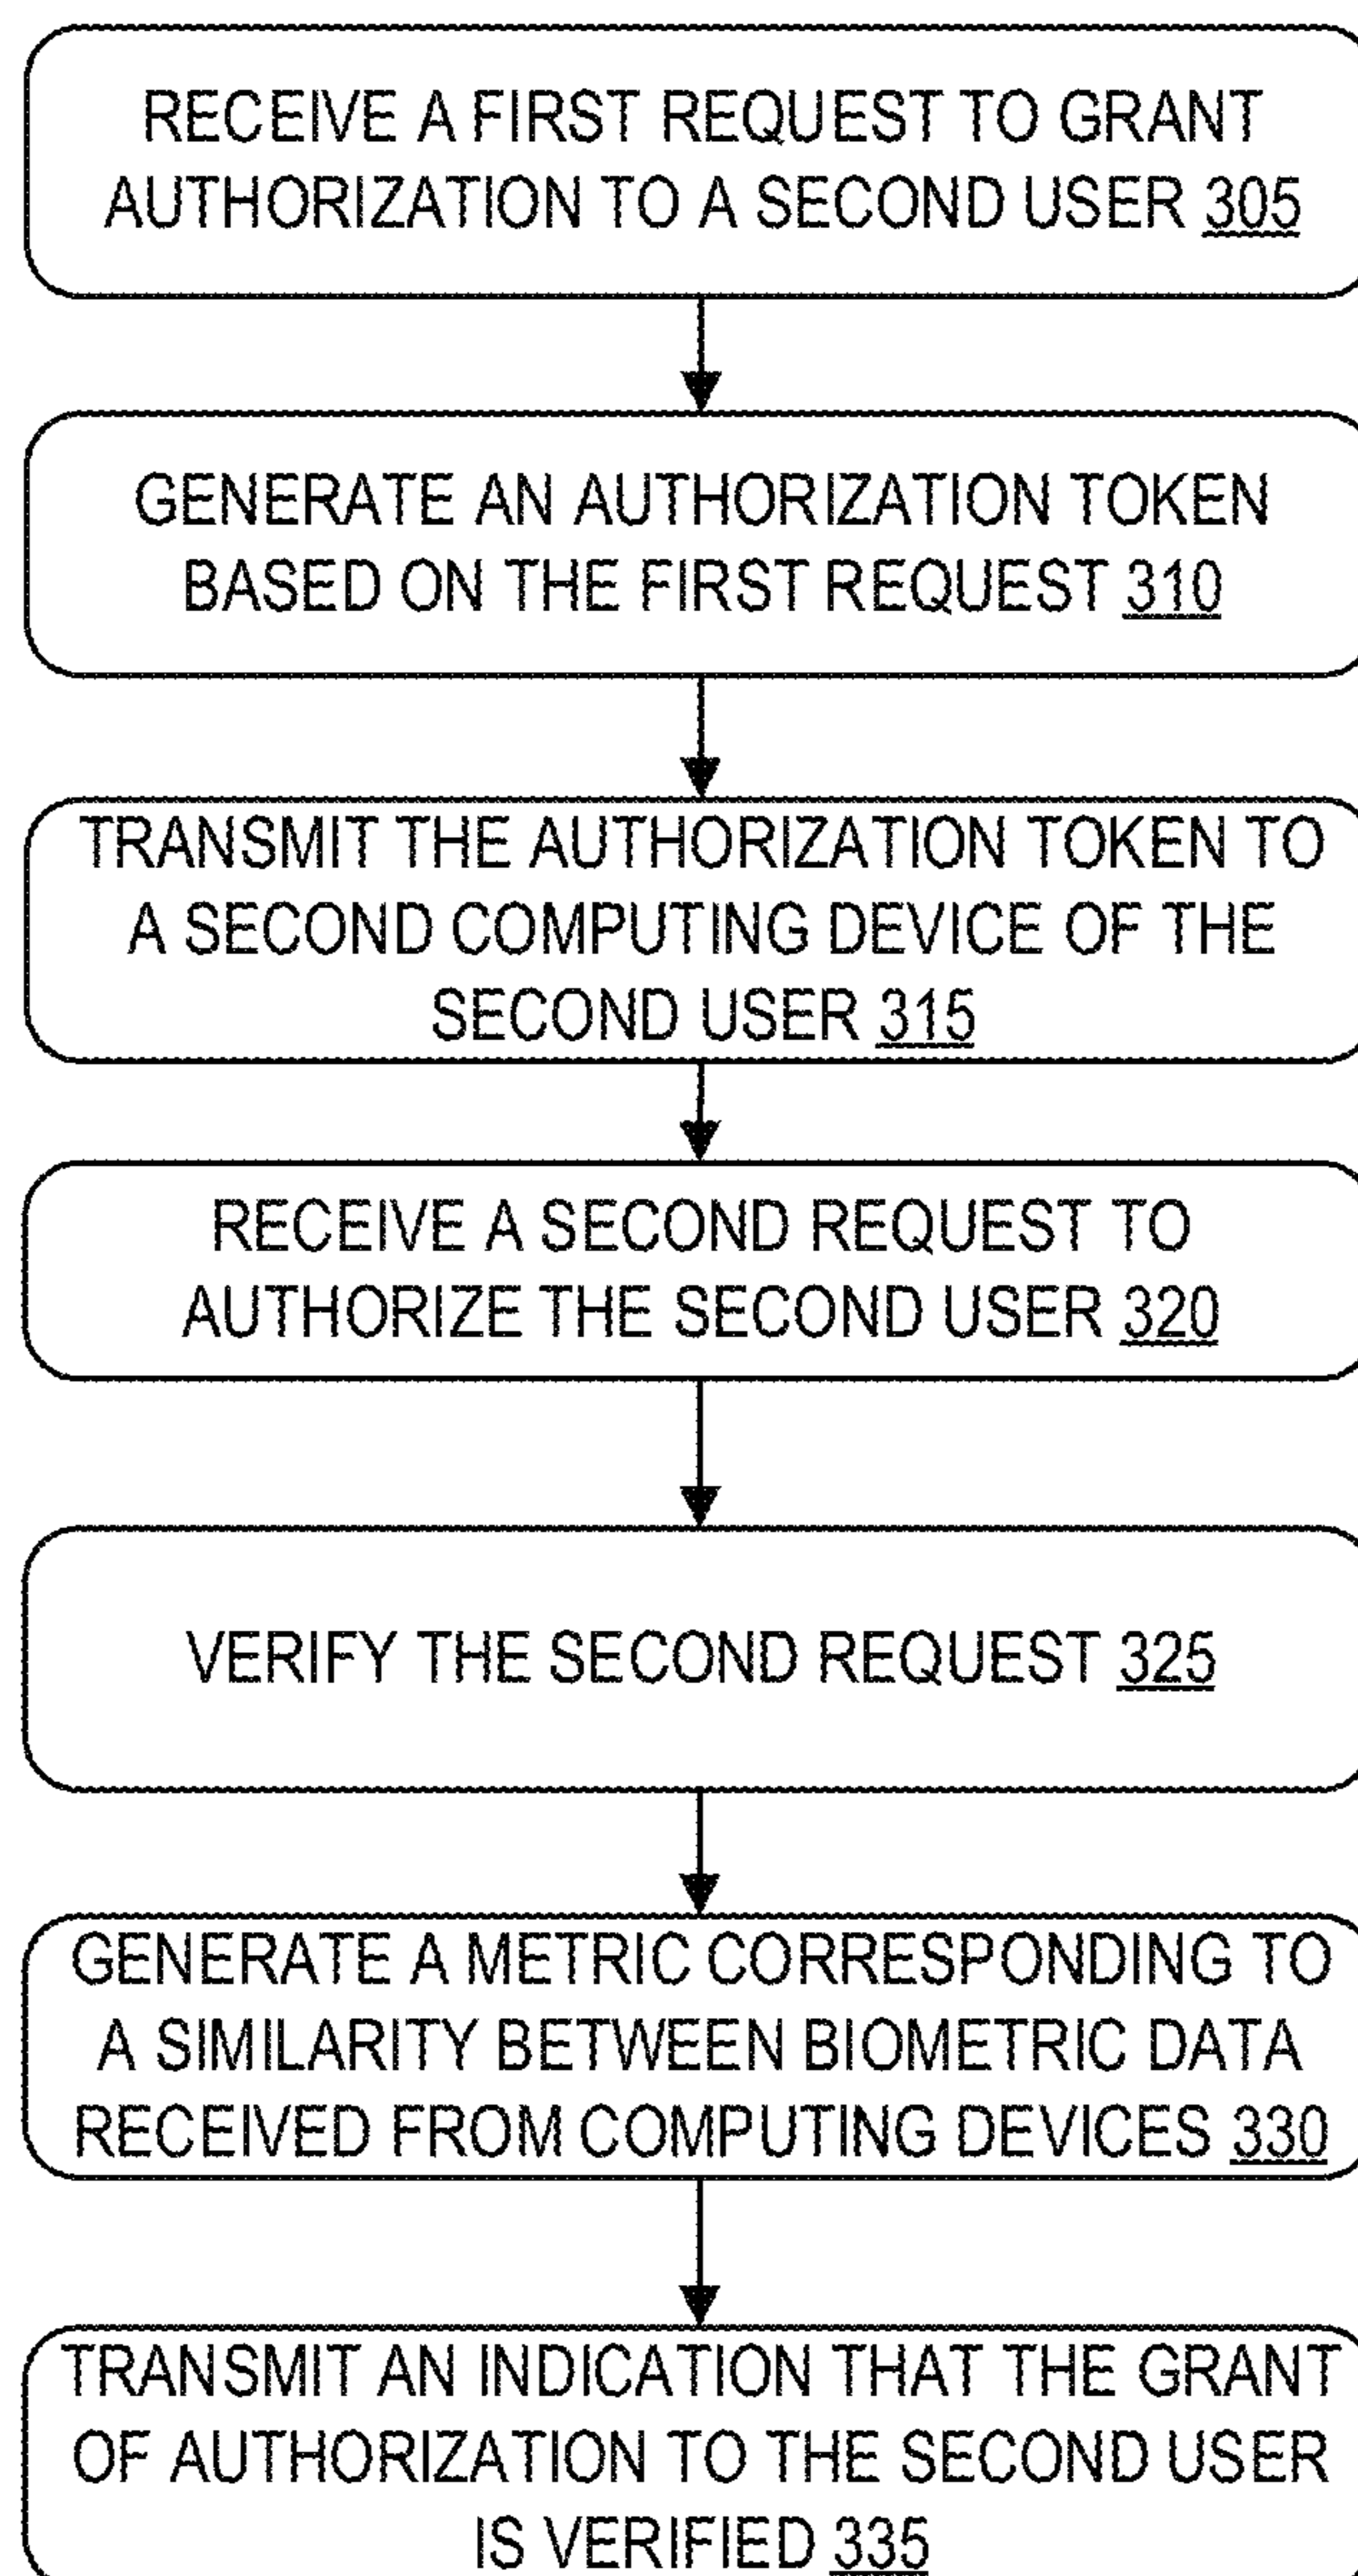 RECEIVE A FIRST REQUEST TO GRANT
AUTHORIZATION TO A SECOND USER 305
GENERATE AN AUTHORIZATION TOKEN
BASED ON THE FIRST REQUEST 310
TRANSMIT THE AUTHORIZATION TOKEN TO
A SECOND COMPUTING DEVICE OF THE
SECOND USER 315
RECEIVE A SECOND REQUEST TO
AUTHORIZE THE SECOND USER 320
VERIFY THE SECOND REQUEST 325
GENERATE A METRIC CORRESPONDING TO
A SIMILARITY BETWEEN BIOMETRIC DATA
RECEIVED FROM COMPUTING DEVICES 330
TRANSMIT AN INDICATION THAT THE GRANT
OF AUTHORIZATION TO THE SECOND USER
IS VERIFIED 335